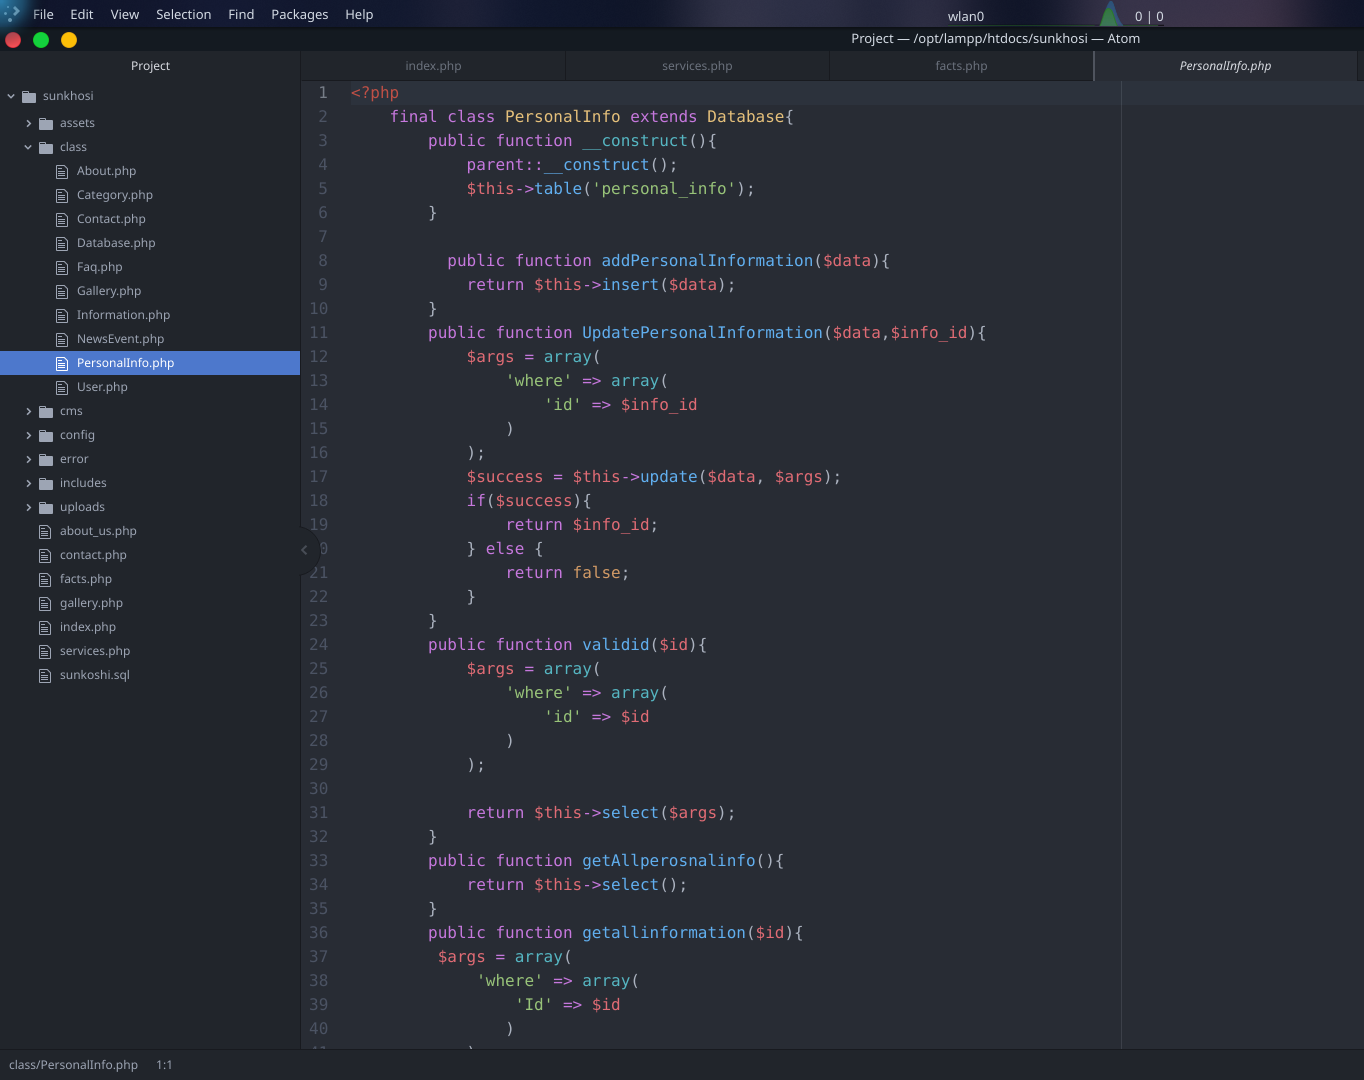 File Edit View Selection Find Packages Help wlan0 0 | 0
Project — /opt/lampp/htdocs/sunkhosi — Atom
Project
sunkhosi
assets
class
About.php
Category.php
Contact.php
Database.php
Faq.php
Gallery.php
Information.php
NewsEvent.php
PersonalInfo.php
User.php
cms
config
error
includes
uploads
about_us.php
contact.php
facts.php
gallery.php
index.php
services.php
sunkoshi.sql
index.php services.php facts.php PersonalInfo.php
1 <?php
2     final class PersonalInfo extends Database{
3         public function __construct(){
4             parent::__construct();
5             $this->table('personal_info');
6         }
7
8           public function addPersonalInformation($data){
9             return $this->insert($data);
10         }
11         public function UpdatePersonalInformation($data,$info_id){
12             $args = array(
13                 'where' => array(
14                     'id' => $info_id
15                 )
16             );
17             $success = $this->update($data, $args);
18             if($success){
19                 return $info_id;
20             } else {
21                 return false;
22             }
23         }
24         public function validid($id){
25             $args = array(
26                 'where' => array(
27                     'id' => $id
28                 )
29             );
30
31             return $this->select($args);
32         }
33         public function getAllperosnalinfo(){
34             return $this->select();
35         }
36         public function getallinformation($id){
37          $args = array(
38              'where' => array(
39                  'Id' => $id
40                 )
class/PersonalInfo.php 1:1